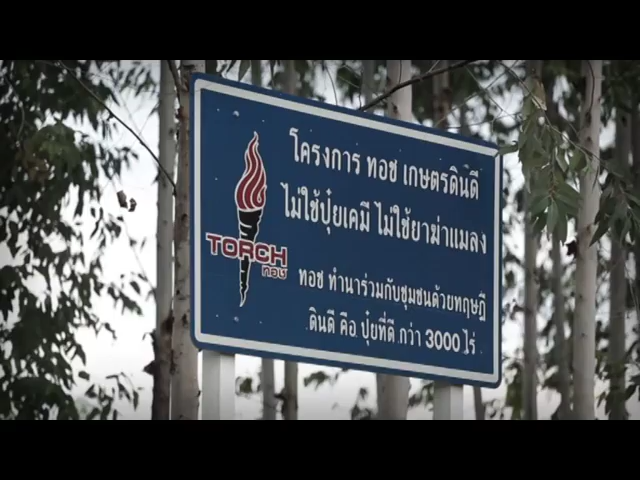 โครงการ ทอช เกษตรดินดี
ไม่ใช้ปุ๋ยเคมี ไม่ใช้ยาฆ่าแมลง
TORCH
ทอช
ทอช ทำนาร่วมกับชุมชนด้วยทฤษฎี
ดินดี คือ ปุ๋ยที่ดี กว่า 3000 ไร่